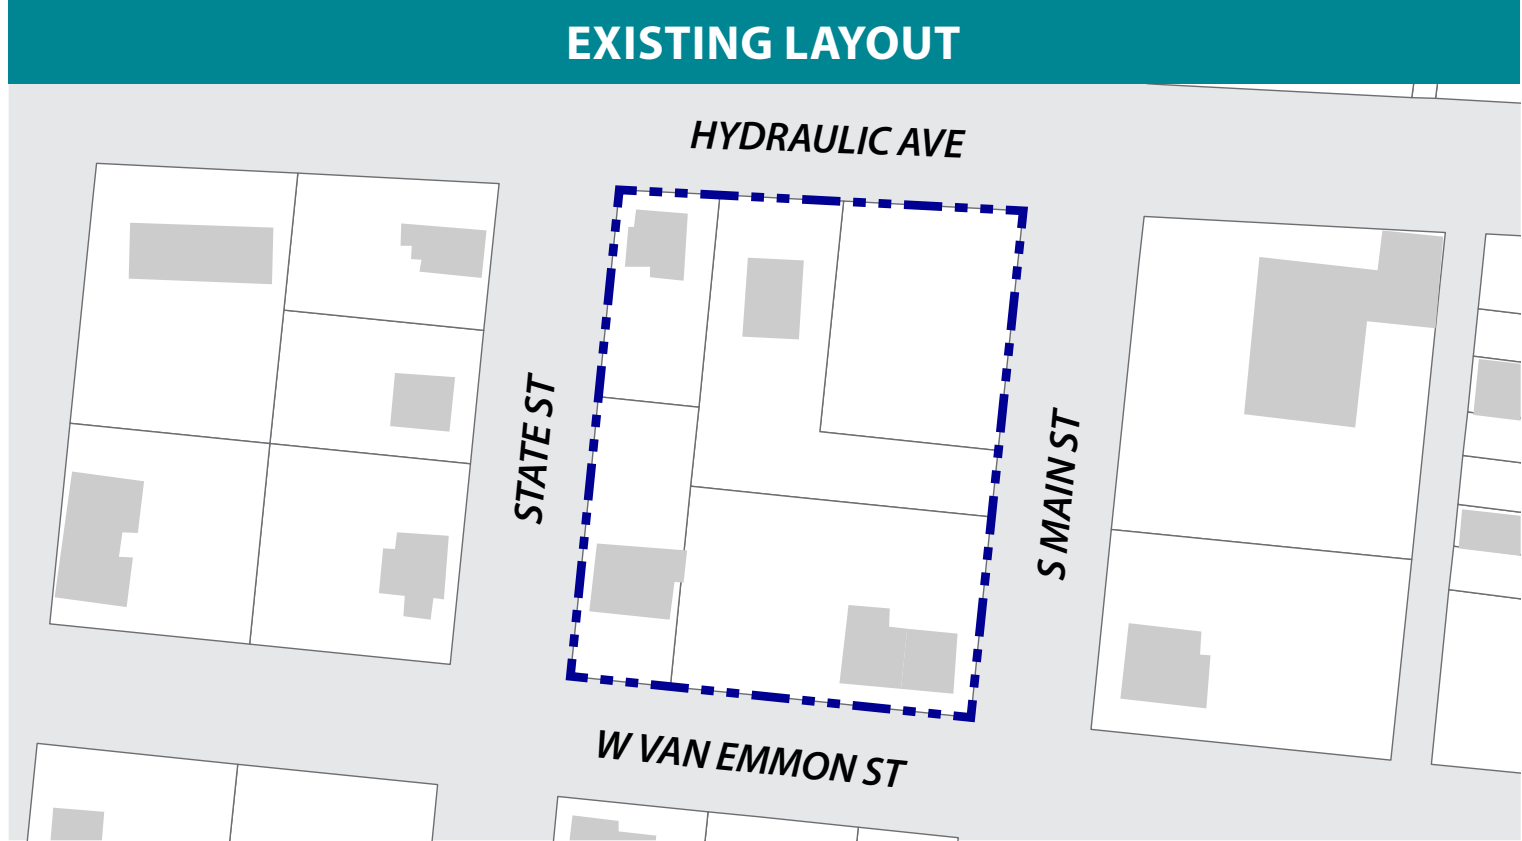 EXISTING LAYOUT
HYDRAULIC AVE
STATE ST
S MAIN ST
W VAN EMMON ST